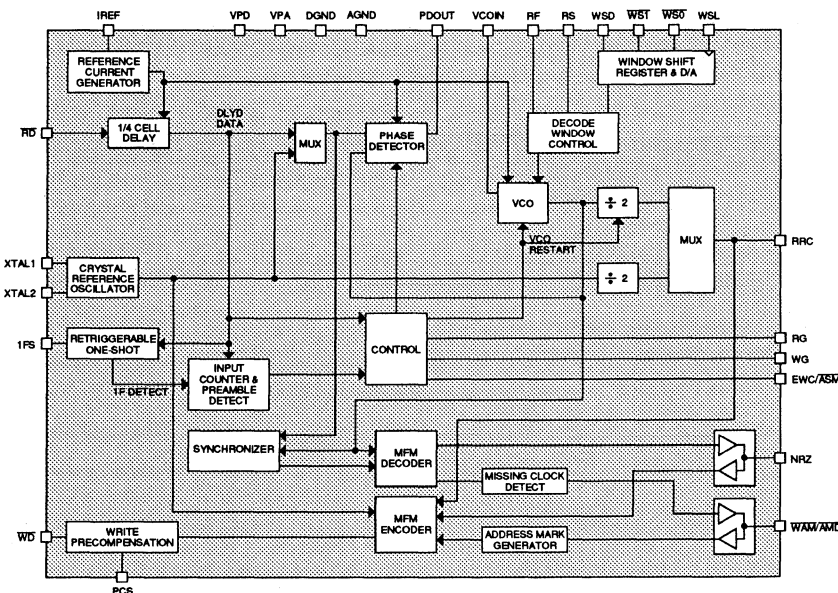 IREF VPD VPA DGND AGND PDOUT VCOIN RF RS WSD WS1 WS0 WSL
REFERENCE
CURRENT
GENERATOR
WINDOW SHIFT
REGISTER & D/A
RD
1/4 CELL
DELAY
DLYD
DATA
MUX
PHASE
DETECTOR
DECODE
WINDOW
CONTROL
VCO
÷ 2
MUX
RRC
VCO
RESTART
XTAL1
XTAL2
CRYSTAL
REFERENCE
OSCILLATOR
÷ 2
1FS
RETRIGGERABLE
ONE-SHOT
CONTROL
RG
WG
EWC/ASM
1F DETECT
INPUT
COUNTER &
PREAMBLE
DETECT
SYNCHRONIZER
MFM
DECODER
NRZ
MISSING CLOCK
DETECT
WD
WRITE
PRECOMPENSATION
MFM
ENCODER
ADDRESS MARK
GENERATOR
WAM/AMD
PCS